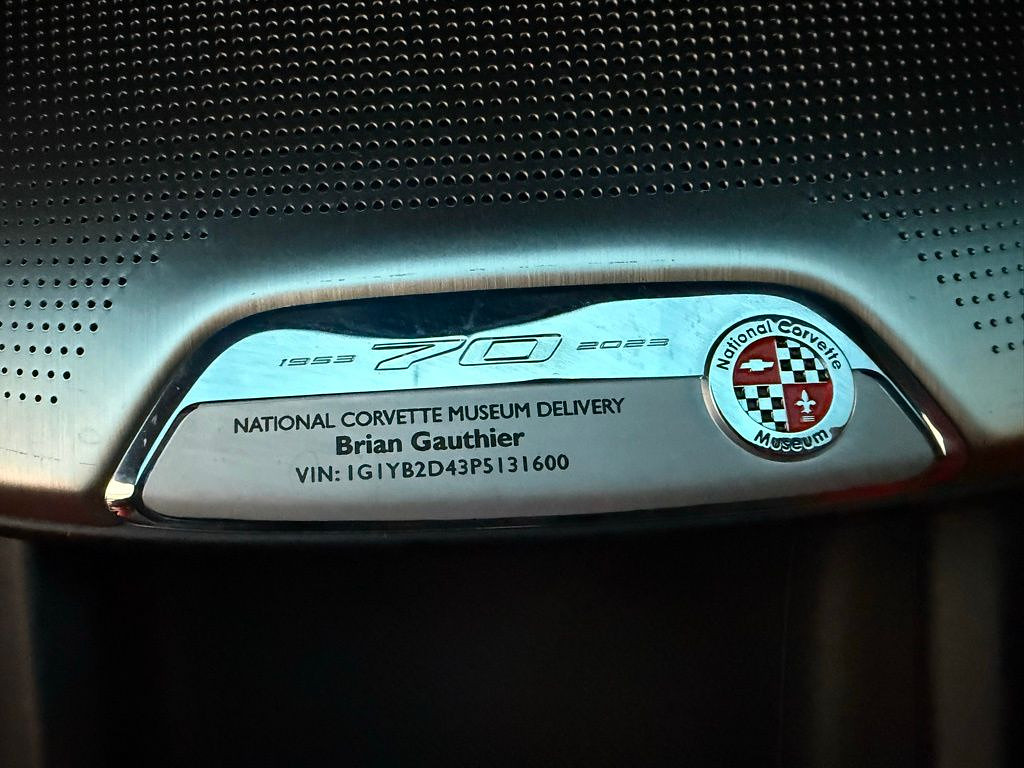 1953 70 2023
NATIONAL CORVETTE MUSEUM DELIVERY
Brian Gauthier
VIN: 1G1YB2D43P5131600
National Corvette
Museum